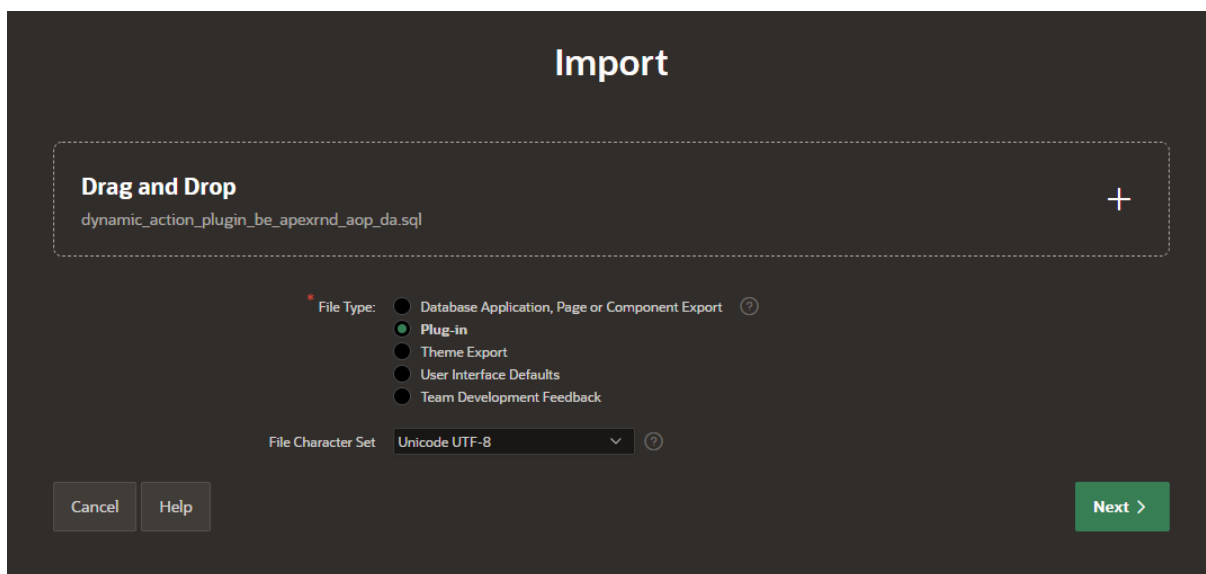 Import
Drag and Drop
dynamic_action_plugin_be_apexrnd_aop_da.sql
* File Type:
Database Application, Page or Component Export ?
Plug-in
Theme Export
User Interface Defaults
Team Development Feedback
File Character Set Unicode UTF-8 ?
Cancel Help Next >